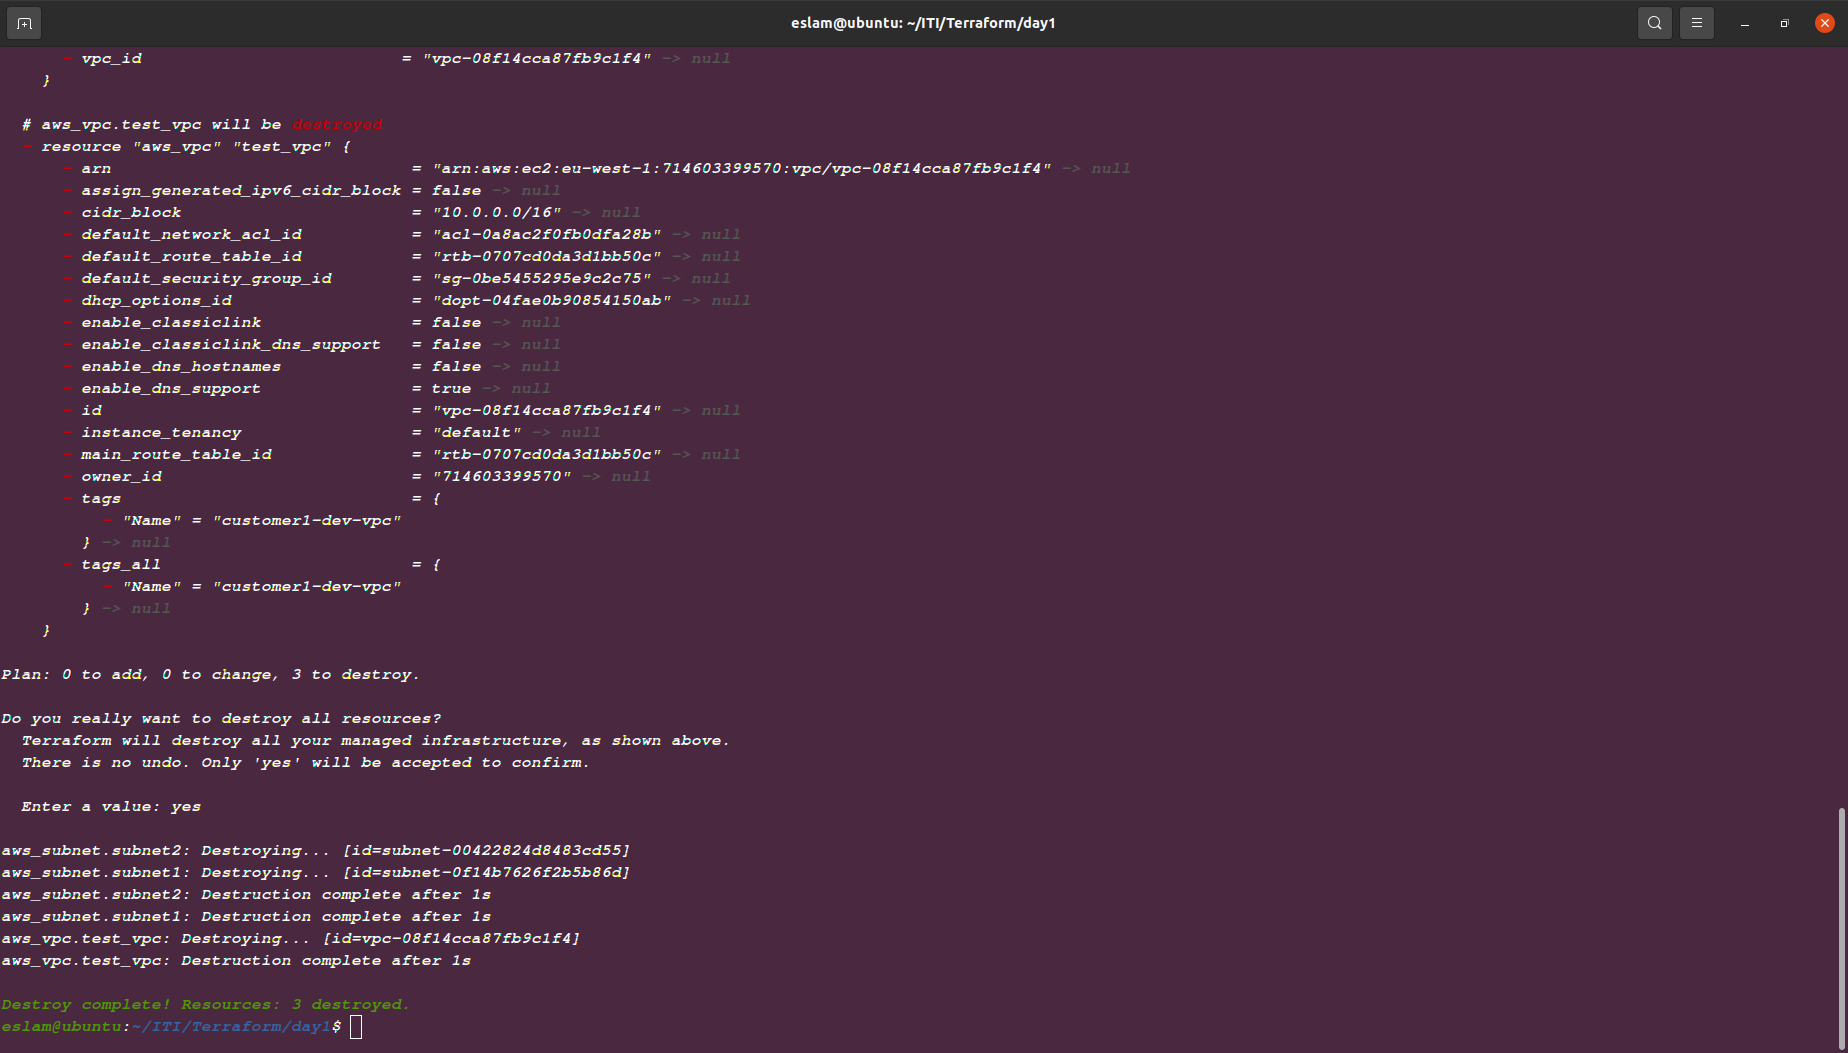 eslam@ubuntu: ~/ITI/Terraform/day1
- vpc_id = "vpc-08f14cca87fb9c1f4" -> null
}
# aws_vpc.test_vpc will be destroyed
- resource "aws_vpc" "test_vpc" {
- arn = "arn:aws:ec2:eu-west-1:714603399570:vpc/vpc-08f14cca87fb9c1f4" -> null
- assign_generated_ipv6_cidr_block = false -> null
- cidr_block = "10.0.0.0/16" -> null
- default_network_acl_id = "acl-0a8ac2f0fb0dfa28b" -> null
- default_route_table_id = "rtb-0707cd0da3d1bb50c" -> null
- default_security_group_id = "sg-0be5455295e9c2c75" -> null
- dhcp_options_id = "dopt-04fae0b90854150ab" -> null
- enable_classiclink = false -> null
- enable_classiclink_dns_support = false -> null
- enable_dns_hostnames = false -> null
- enable_dns_support = true -> null
- id = "vpc-08f14cca87fb9c1f4" -> null
- instance_tenancy = "default" -> null
- main_route_table_id = "rtb-0707cd0da3d1bb50c" -> null
- owner_id = "714603399570" -> null
- tags = {
- "Name" = "customer1-dev-vpc"
} -> null
- tags_all = {
- "Name" = "customer1-dev-vpc"
} -> null
}
Plan: 0 to add, 0 to change, 3 to destroy.
Do you really want to destroy all resources?
Terraform will destroy all your managed infrastructure, as shown above.
There is no undo. Only 'yes' will be accepted to confirm.
Enter a value: yes
aws_subnet.subnet2: Destroying... [id=subnet-00422824d8483cd55]
aws_subnet.subnet1: Destroying... [id=subnet-0f14b7626f2b5b86d]
aws_subnet.subnet2: Destruction complete after 1s
aws_subnet.subnet1: Destruction complete after 1s
aws_vpc.test_vpc: Destroying... [id=vpc-08f14cca87fb9c1f4]
aws_vpc.test_vpc: Destruction complete after 1s
Destroy complete! Resources: 3 destroyed.
eslam@ubuntu:~/ITI/Terraform/day1$